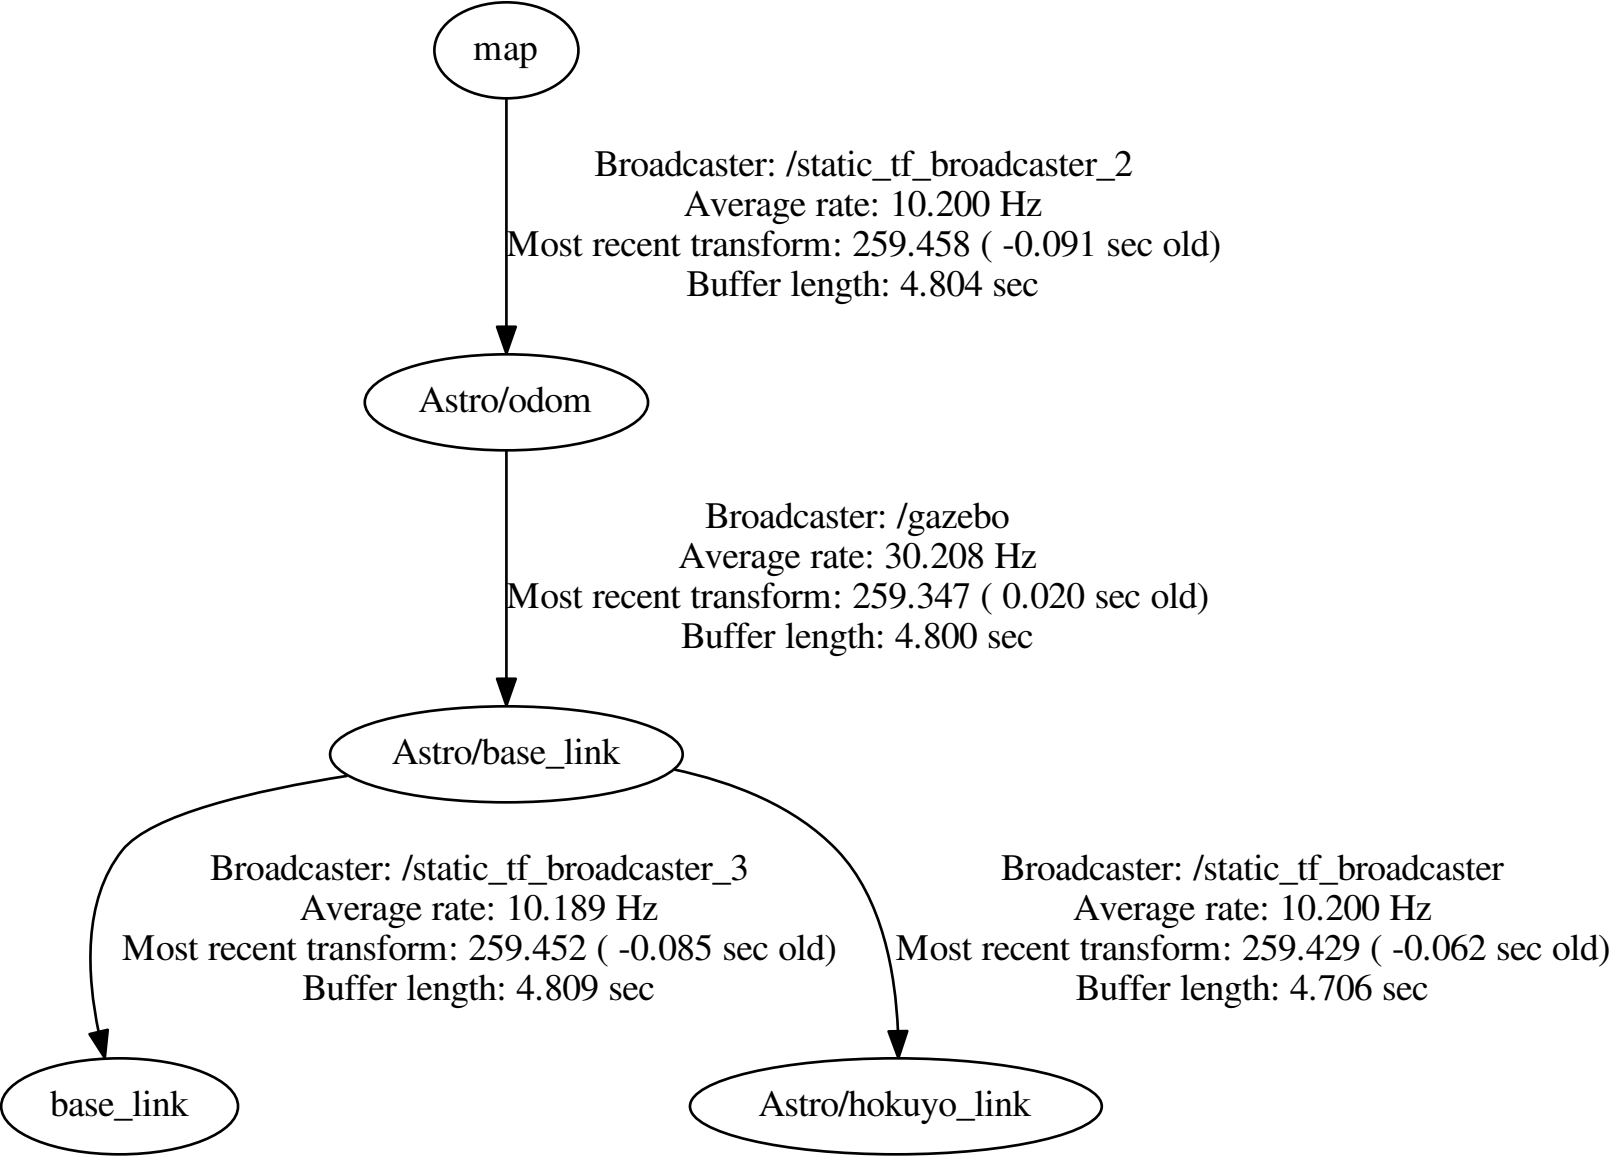 map
Broadcaster: /static_tf_broadcaster_2
Average rate: 10.200 Hz
Most recent transform: 259.458 ( -0.091 sec old)
Buffer length: 4.804 sec
Astro/odom
Broadcaster: /gazebo
Average rate: 30.208 Hz
Most recent transform: 259.347 ( 0.020 sec old)
Buffer length: 4.800 sec
Astro/base_link
Broadcaster: /static_tf_broadcaster_3
Average rate: 10.189 Hz
Most recent transform: 259.452 ( -0.085 sec old)
Buffer length: 4.809 sec
Broadcaster: /static_tf_broadcaster
Average rate: 10.200 Hz
Most recent transform: 259.429 ( -0.062 sec old)
Buffer length: 4.706 sec
base_link
Astro/hokuyo_link